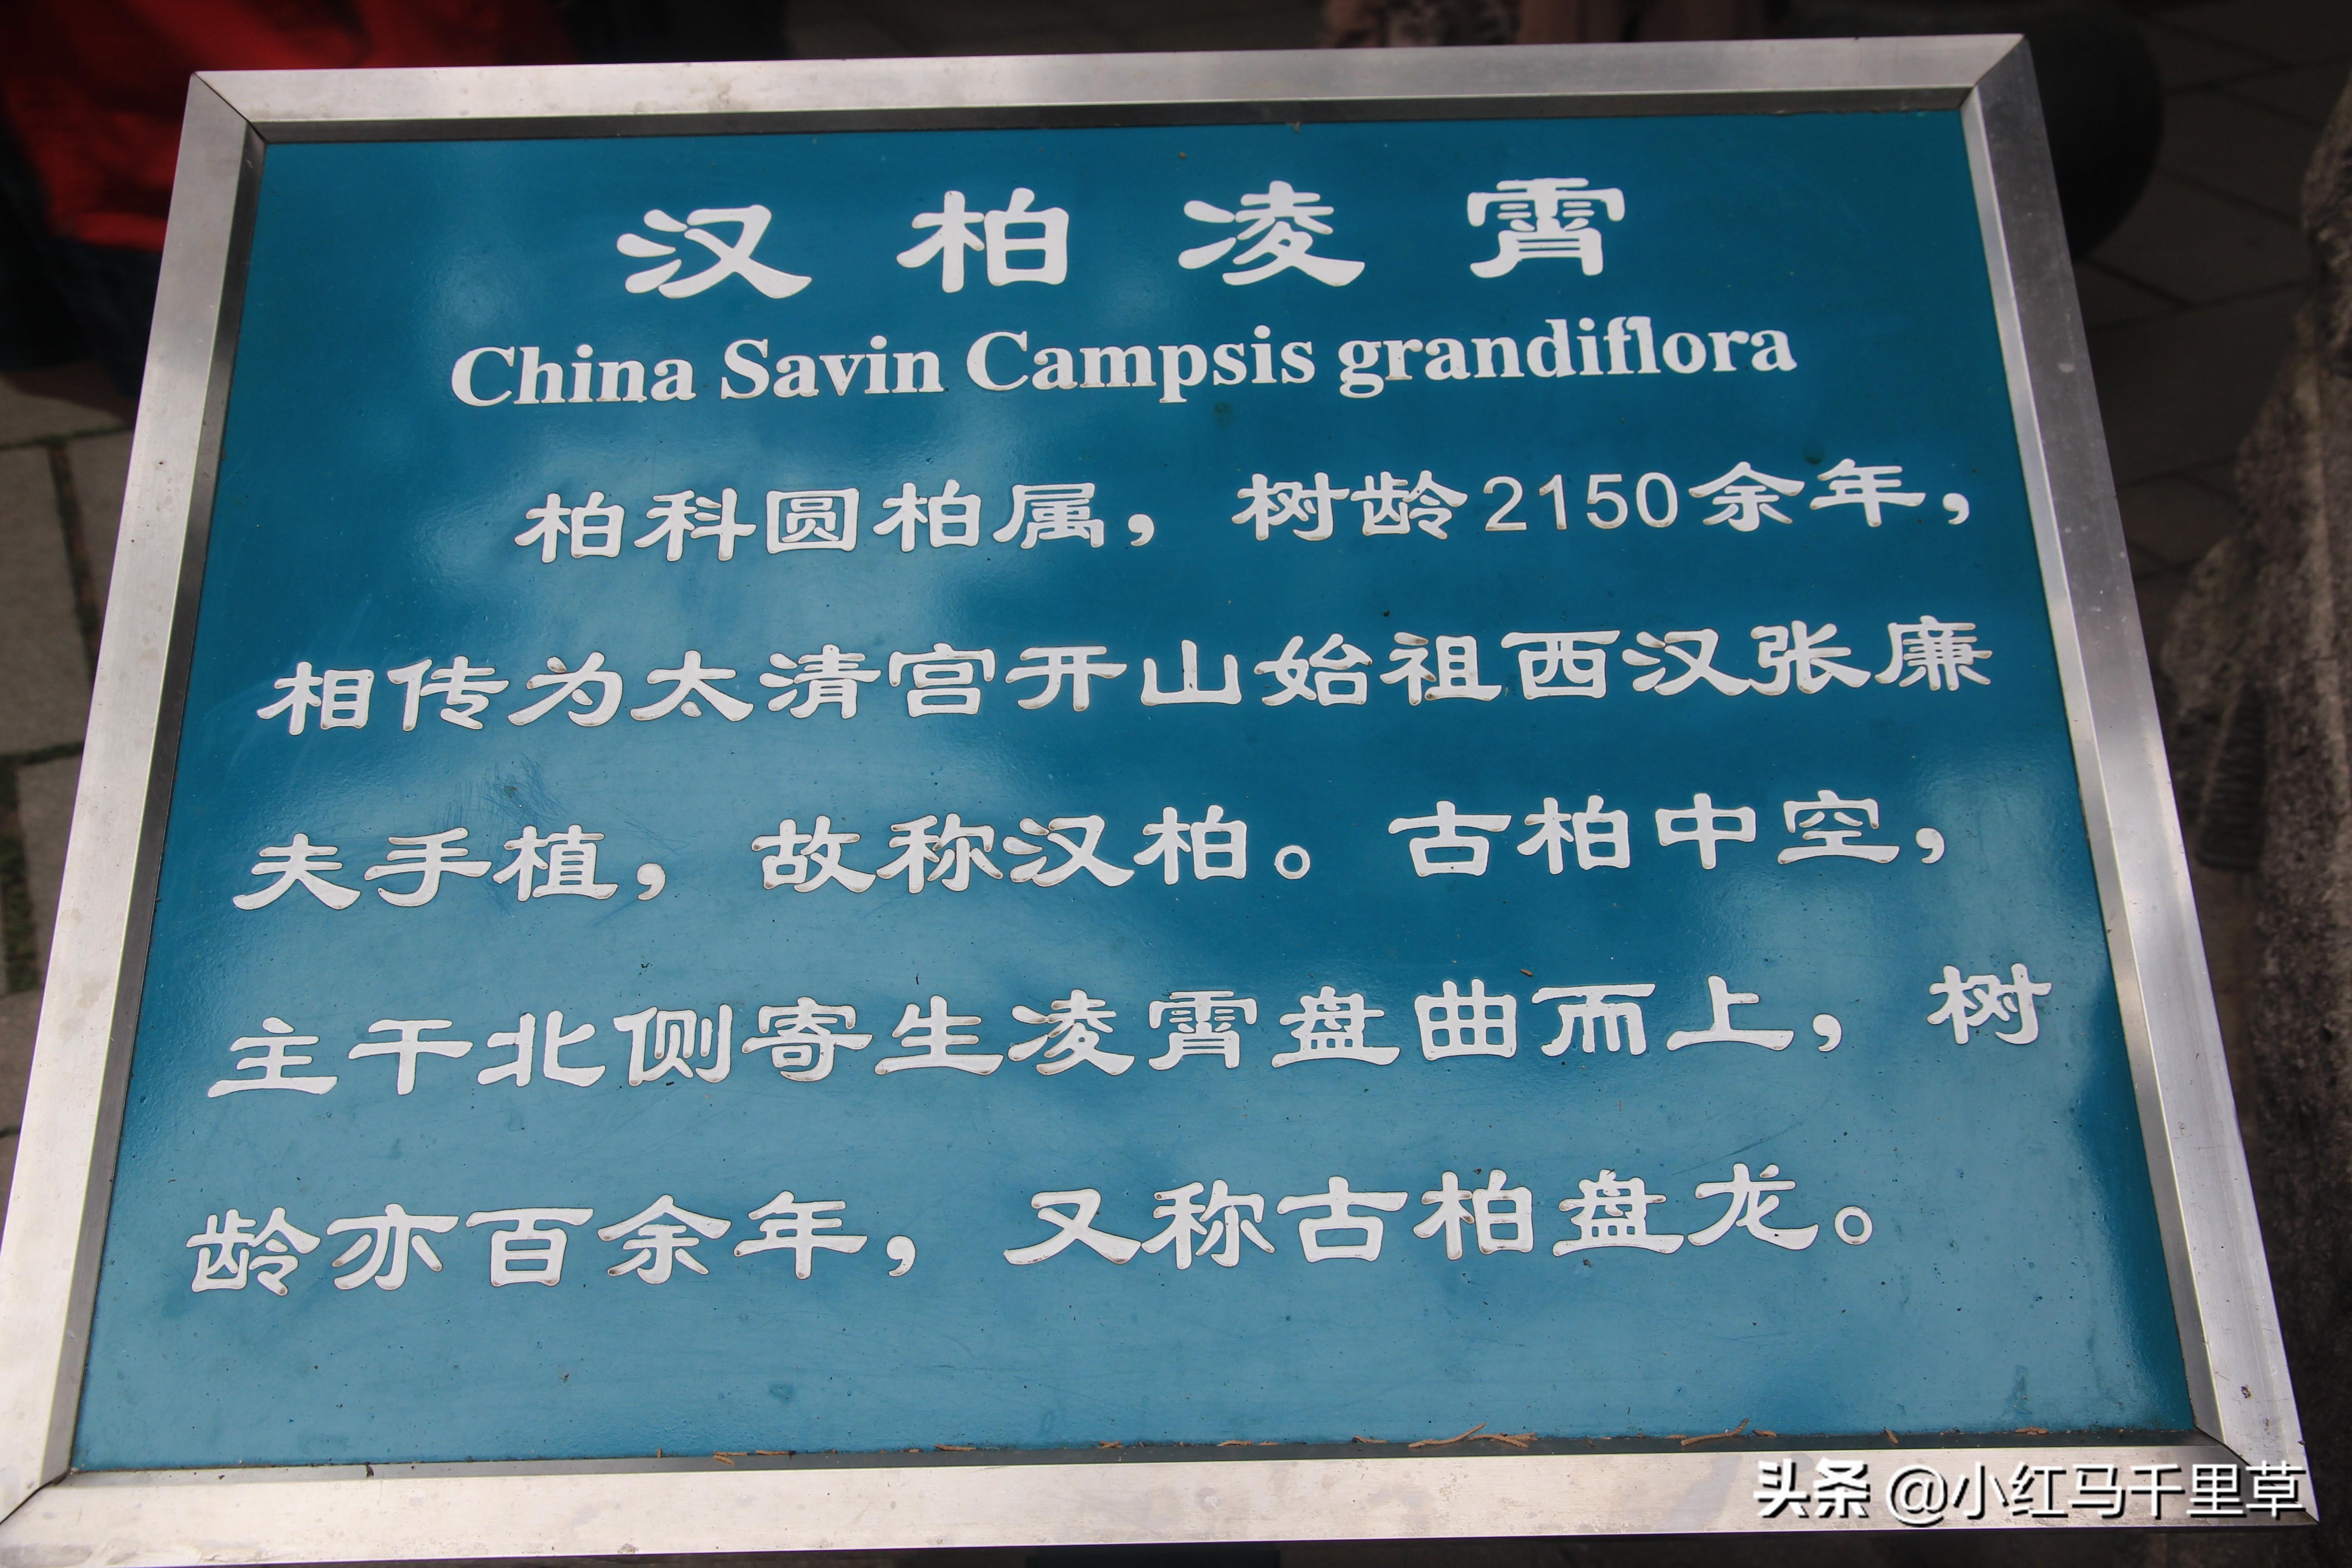 汉柏凌霄
China Savin Campsis grandiflora
柏科圆柏属，树龄2150余年，
相传为太清宫开山始祖西汉张廉
夫手植，故称汉柏。古柏中空，
主干北侧寄生凌霄盘曲而上，树
龄亦百余年，又称古柏盘龙。
头条 @小红马千里草